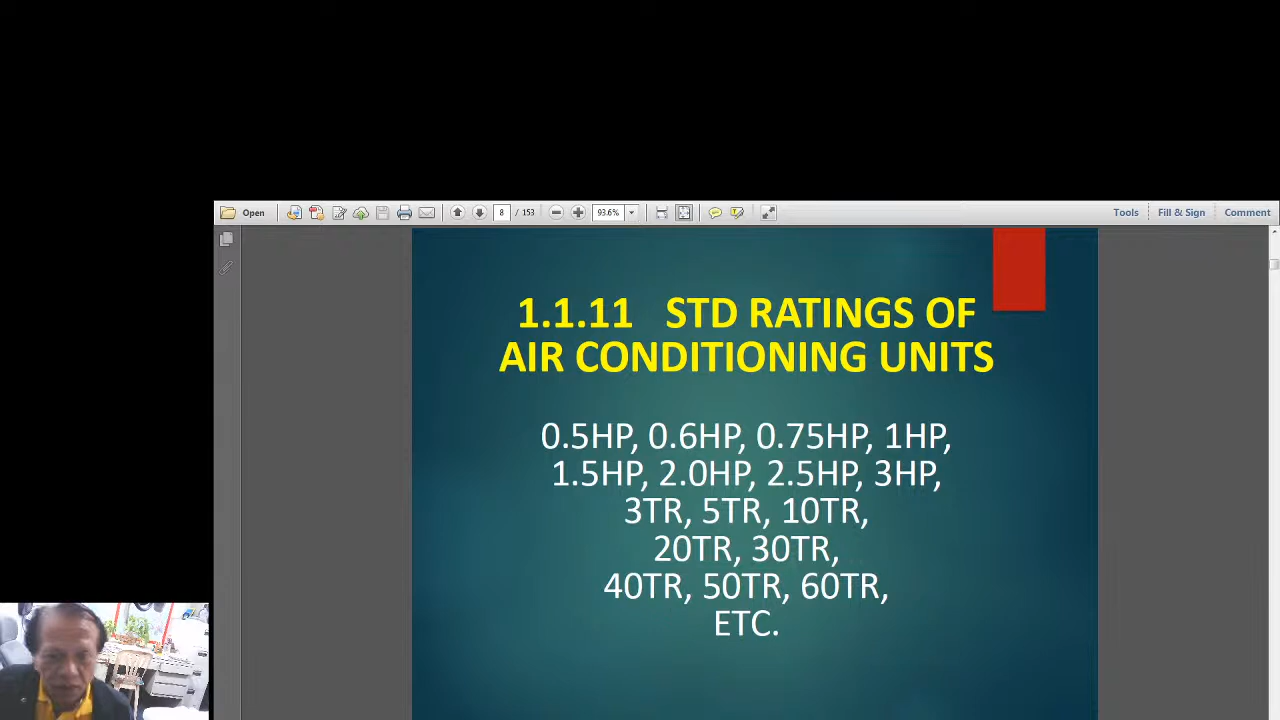 Open
8 / 153
93.6%
Tools
Fill & Sign
Comment
1.1.11 STD RATINGS OF
AIR CONDITIONING UNITS
0.5HP, 0.6HP, 0.75HP, 1HP,
1.5HP, 2.0HP, 2.5HP, 3HP,
3TR, 5TR, 10TR,
20TR, 30TR,
40TR, 50TR, 60TR,
ETC.